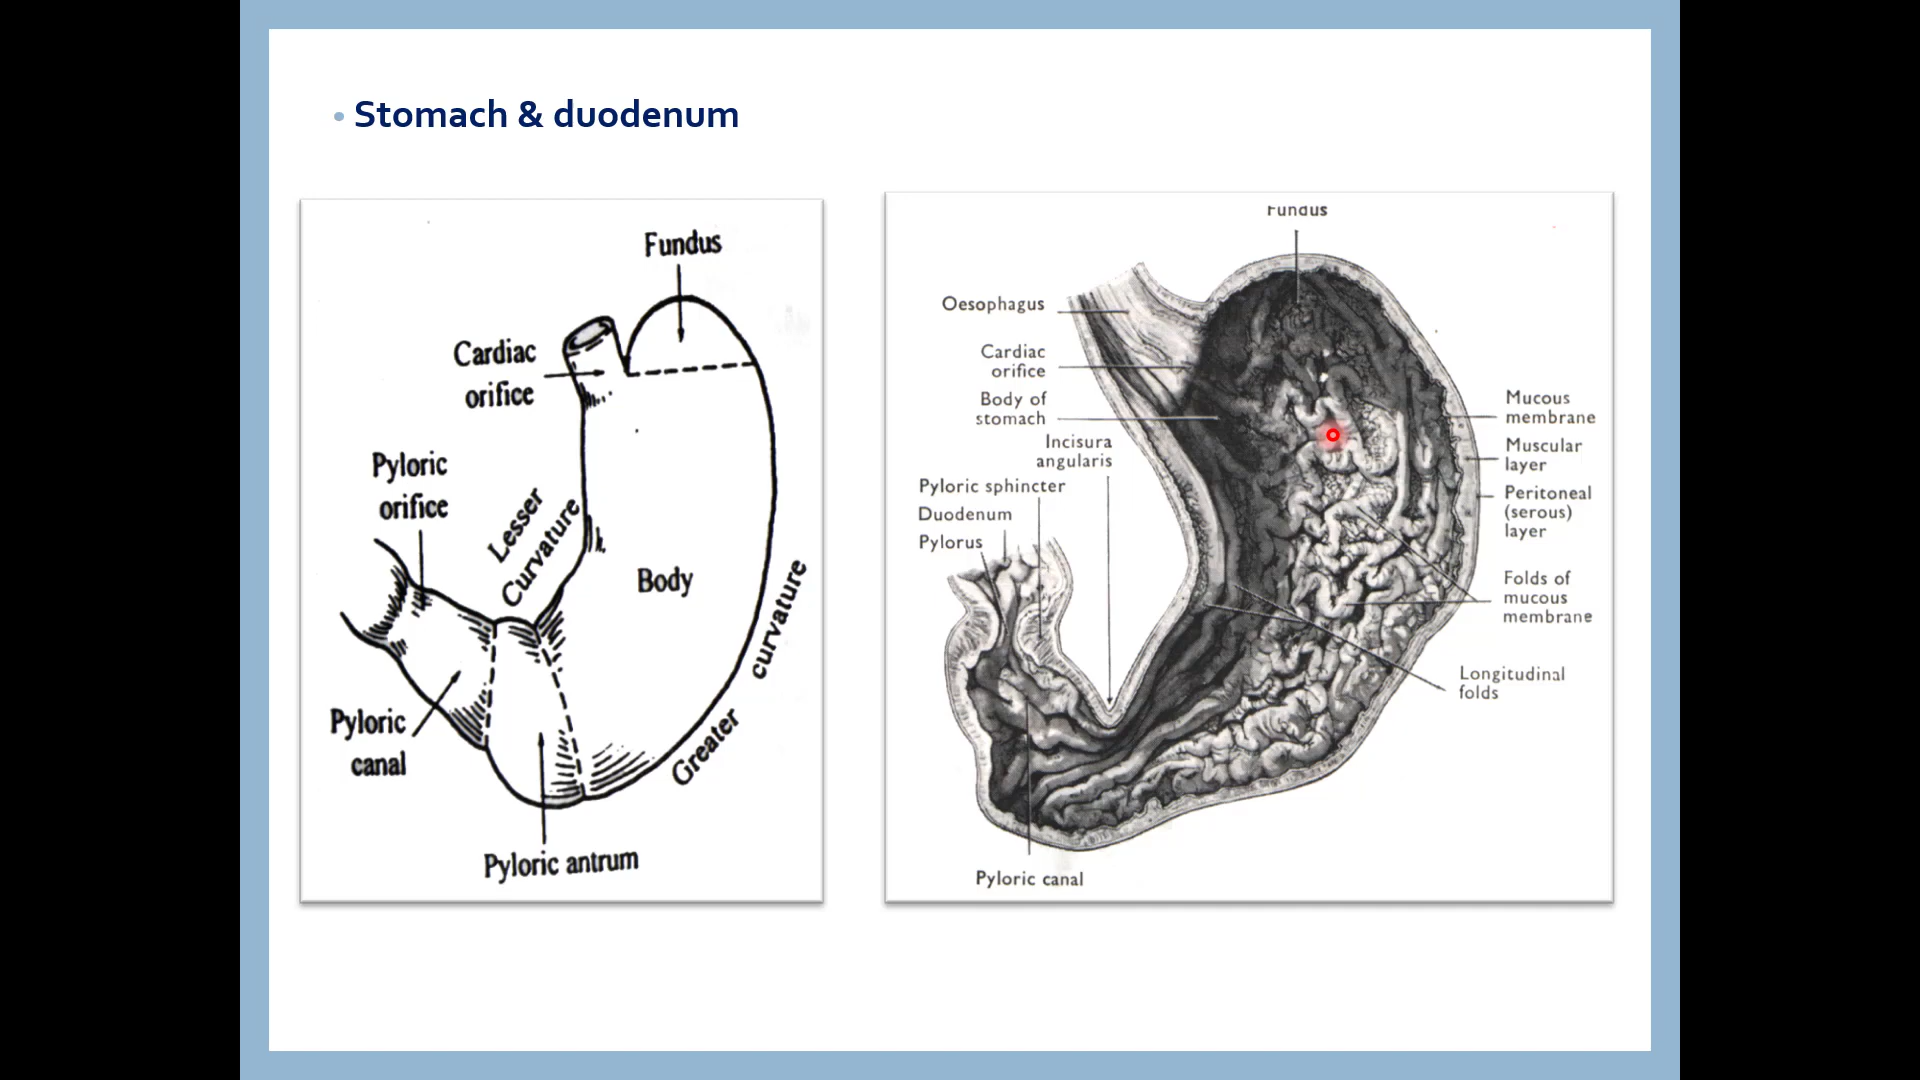 • Stomach & duodenum
Fundus
Cardiac
orifice
Pyloric
orifice
Lesser
Curvature
Body
curvature
Greater
Pyloric
canal
Pyloric antrum
Fundus
Oesophagus
Cardiac
orifice
Body of
stomach
Incisura
angularis
Pyloric sphincter
Duodenum
Pylorus
Mucous
membrane
Muscular
layer
Peritoneal
(serous)
layer
Folds of
mucous
membrane
Longitudinal
folds
Pyloric canal